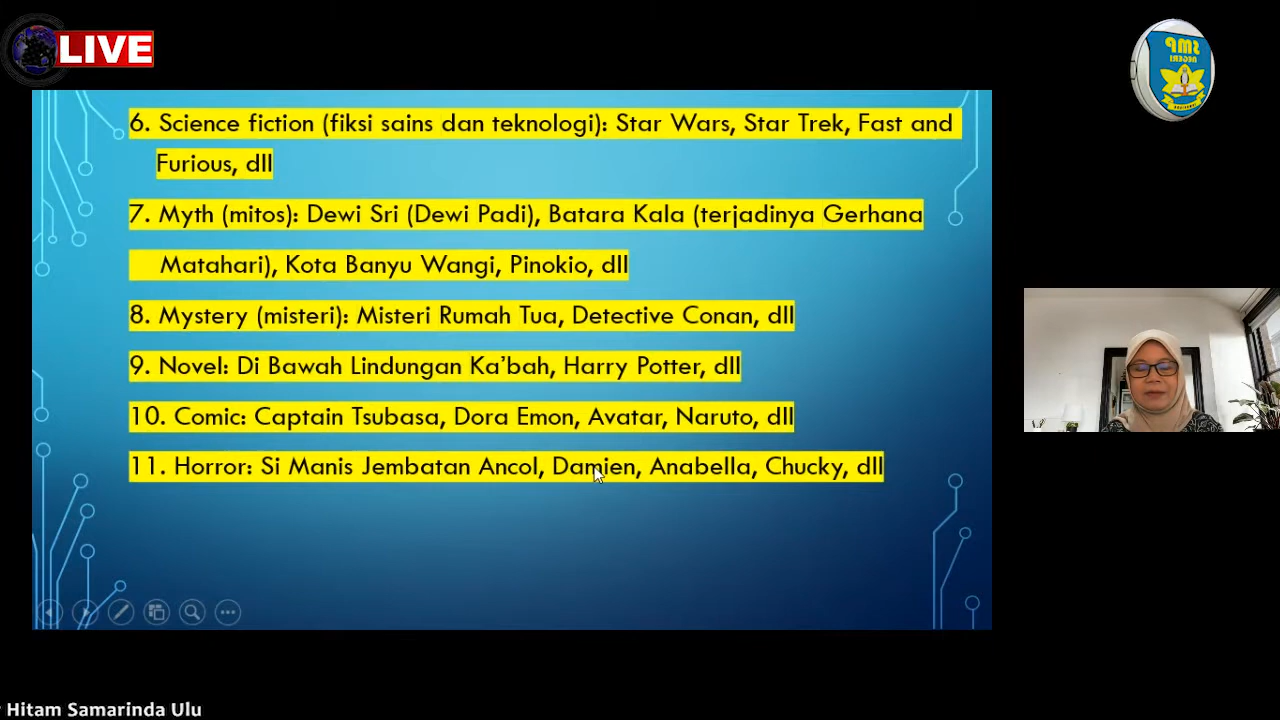 LIVE
SMP
NEGERI
6. Science fiction (fiksi sains dan teknologi): Star Wars, Star Trek, Fast and
Furious, dll
7. Myth (mitos): Dewi Sri (Dewi Padi), Batara Kala (terjadinya Gerhana
Matahari), Kota Banyu Wangi, Pinokio, dll
8. Mystery (misteri): Misteri Rumah Tua, Detective Conan, dll
9. Novel: Di Bawah Lindungan Ka’bah, Harry Potter, dll
10. Comic: Captain Tsubasa, Dora Emon, Avatar, Naruto, dll
11. Horror: Si Manis Jembatan Ancol, Damien, Anabella, Chucky, dll
Hitam Samarinda Ulu